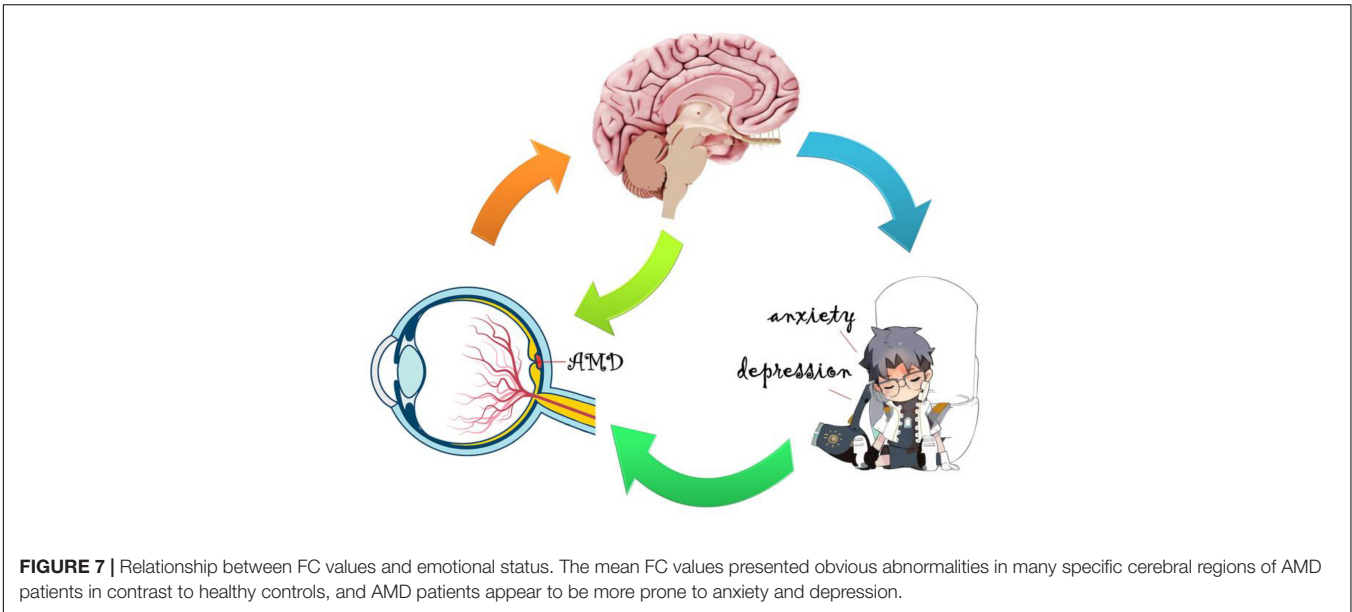 anxiety
depression
AMD
FIGURE 7 | Relationship between FC values and emotional status. The mean FC values presented obvious abnormalities in many specific cerebral regions of AMD
patients in contrast to healthy controls, and AMD patients appear to be more prone to anxiety and depression.